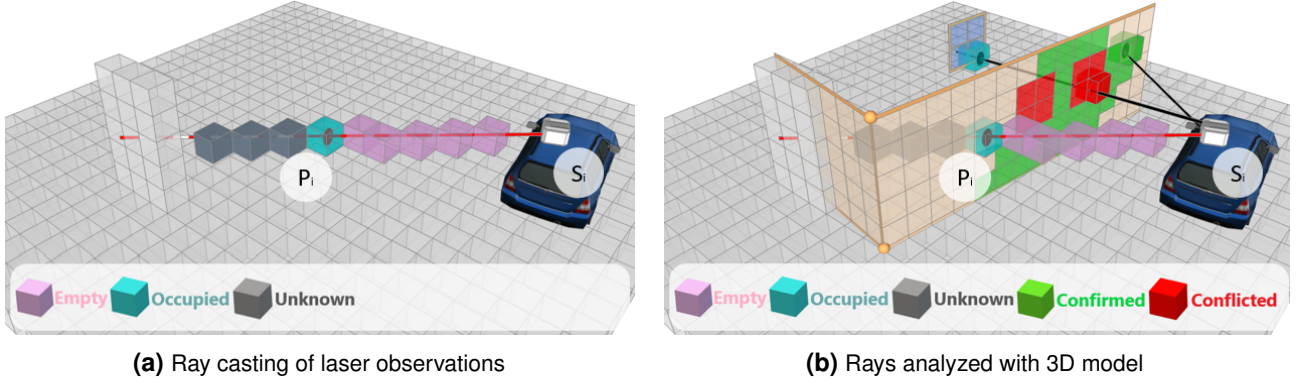 Pi
Si
Empty Occupied Unknown
(a) Ray casting of laser observations
Pi
Si
Empty Occupied Unknown Confirmed Conflicted
(b) Rays analyzed with 3D model